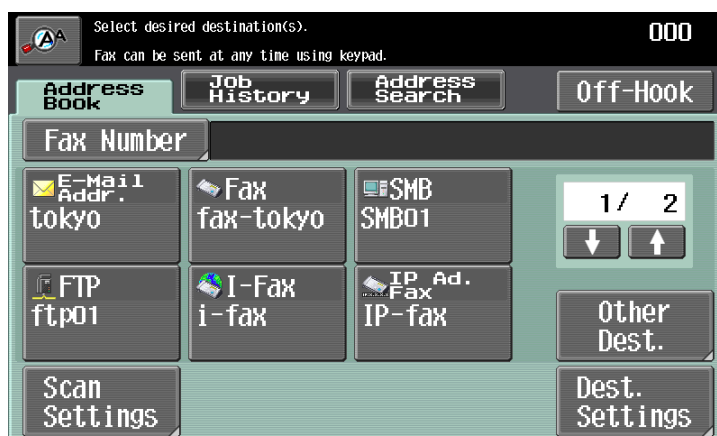 Select desired destination(s).
Fax can be sent at any time using keypad.
000
Address Book
Job History
Address Search
Off-Hook
Fax Number
E-Mail Addr.
tokyo
Fax
fax-tokyo
SMB
SMB01
1/ 2
FTP
ftp01
I-Fax
i-fax
IP Ad. Fax
IP-fax
Other
Dest.
Scan
Settings
Dest.
Settings